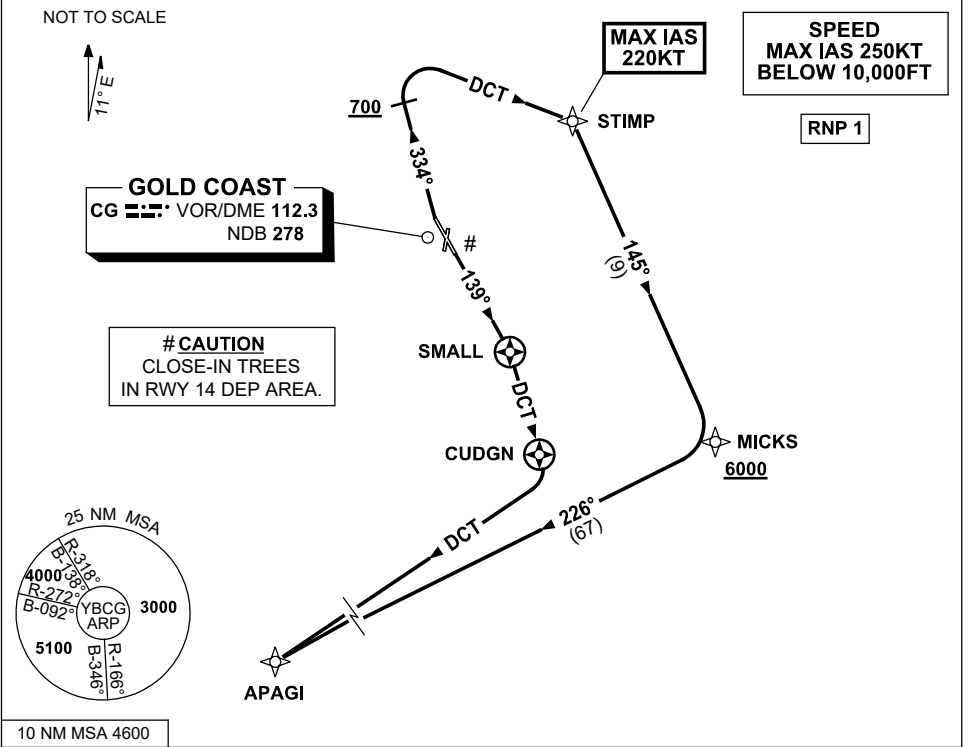 NOT TO SCALE
11° E
MAX IAS
220KT
SPEED
MAX IAS 250KT
BELOW 10,000FT
RNP 1
700
DCT
STIMP
334°
GOLD COAST
CG VOR/DME 112.3
NDB 278
#
139°
145°
(9)
# CAUTION
CLOSE-IN TREES
IN RWY 14 DEP AREA.
SMALL
DCT
CUDGN
MICKS
6000
DCT
226°
(67)
25 NM MSA
R-318°
B-138°
4000
R-272°
B-092°
YBCG
ARP
3000
5100
R-166°
B-346°
APAGI
10 NM MSA 4600